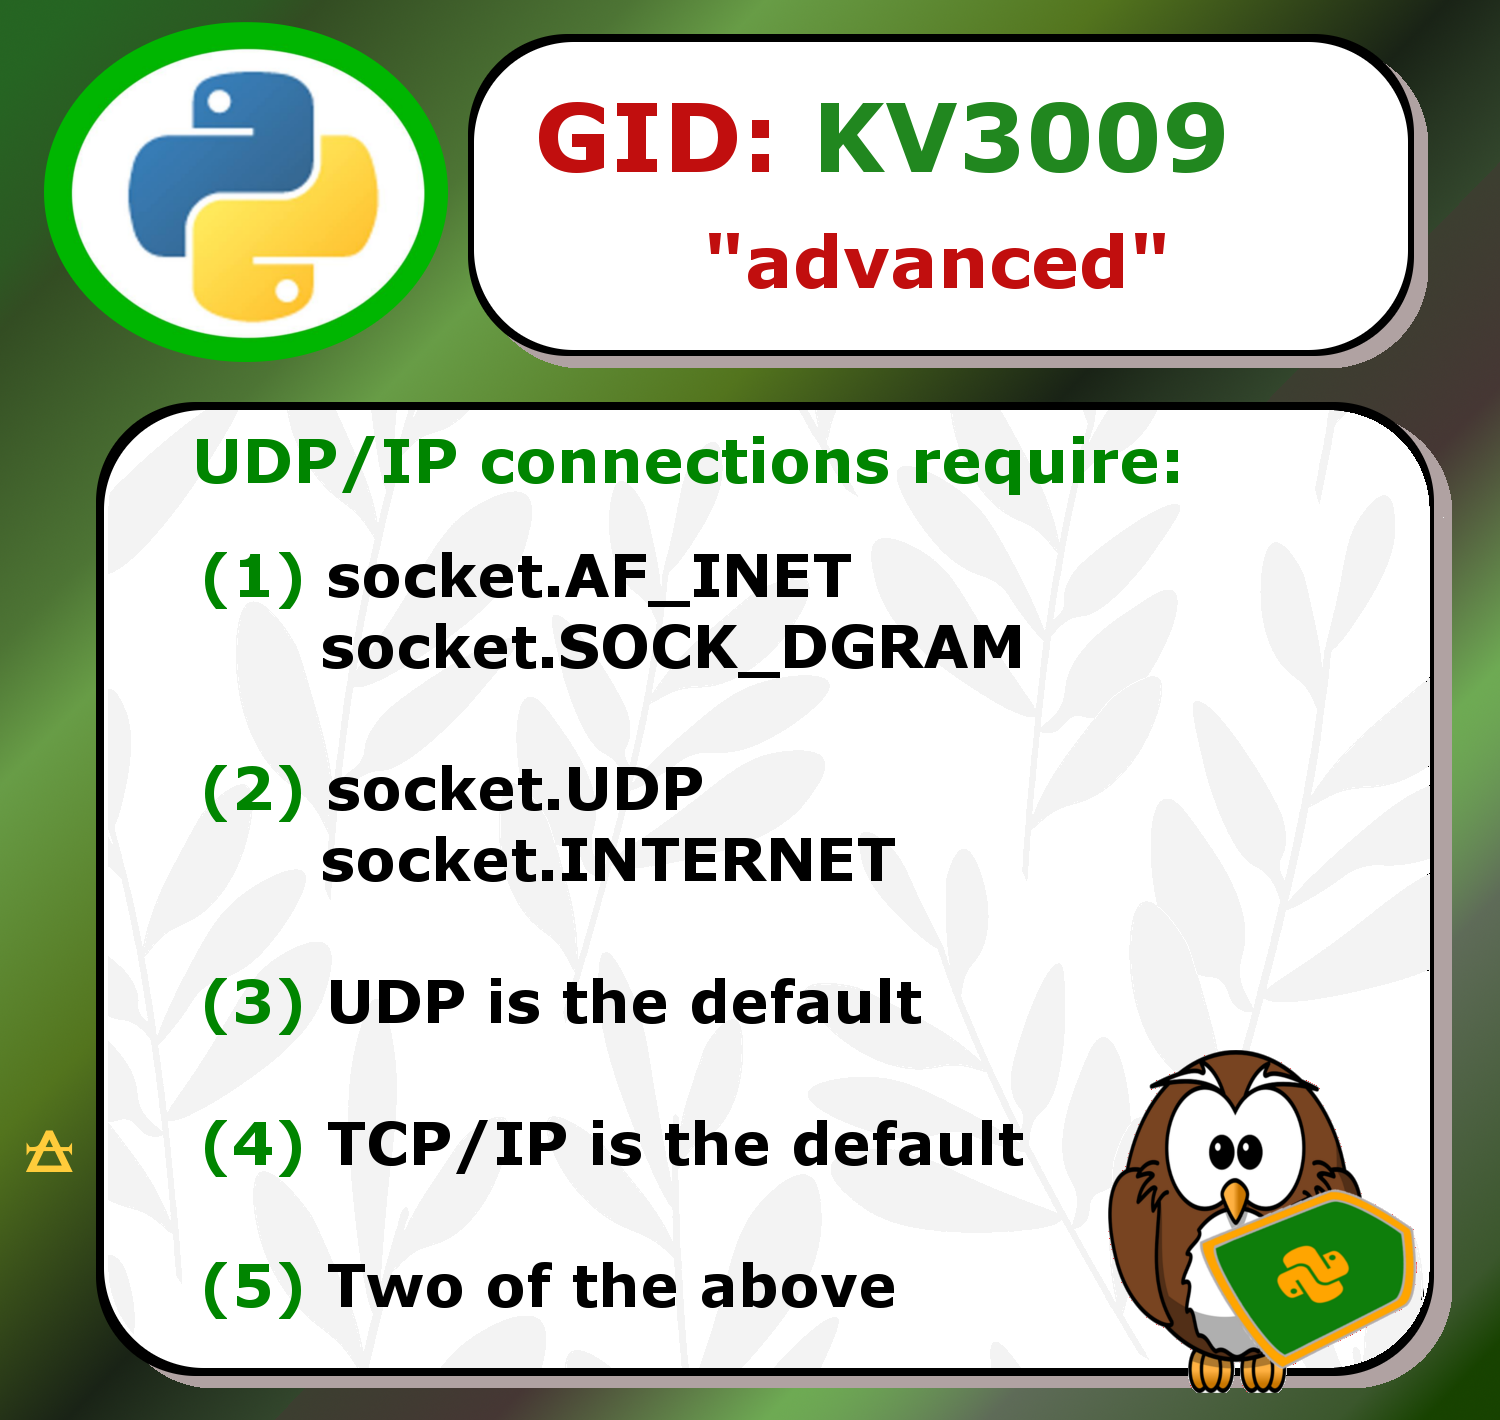 GID: KV3009
"advanced"
UDP/IP connections require:
(1) socket.AF_INET
socket.SOCK_DGRAM
(2) socket.UDP
socket.INTERNET
(3) UDP is the default
(4) TCP/IP is the default
(5) Two of the above